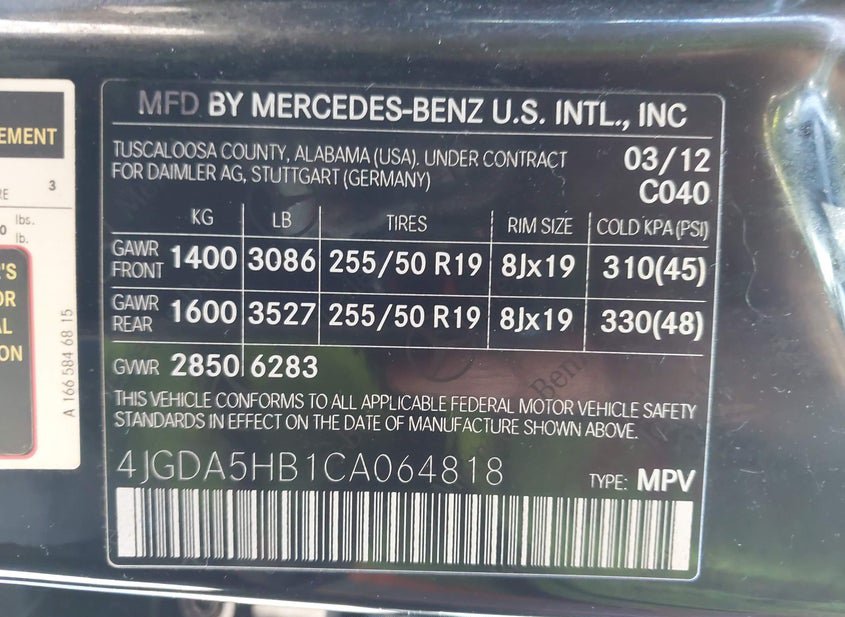 MFD BY MERCEDES-BENZ U.S. INTL., INC
TUSCALOOSA COUNTY, ALABAMA (USA). UNDER CONTRACT
FOR DAIMLER AG, STUTTGART (GERMANY)
03/12
C040
KG LB TIRES RIM SIZE COLD KPA (PSI)
GAWR FRONT 1400 3086 255/50 R19 8Jx19 310(45)
GAWR REAR 1600 3527 255/50 R19 8Jx19 330(48)
GVWR 2850 6283
THIS VEHICLE CONFORMS TO ALL APPLICABLE FEDERAL MOTOR VEHICLE SAFETY
STANDARDS IN EFFECT ON THE DATE OF MANUFACTURE SHOWN ABOVE.
4JGDA5HB1CA064818 TYPE: MPV
EMENT
3
lbs.
lb.
A 166 584 68 15